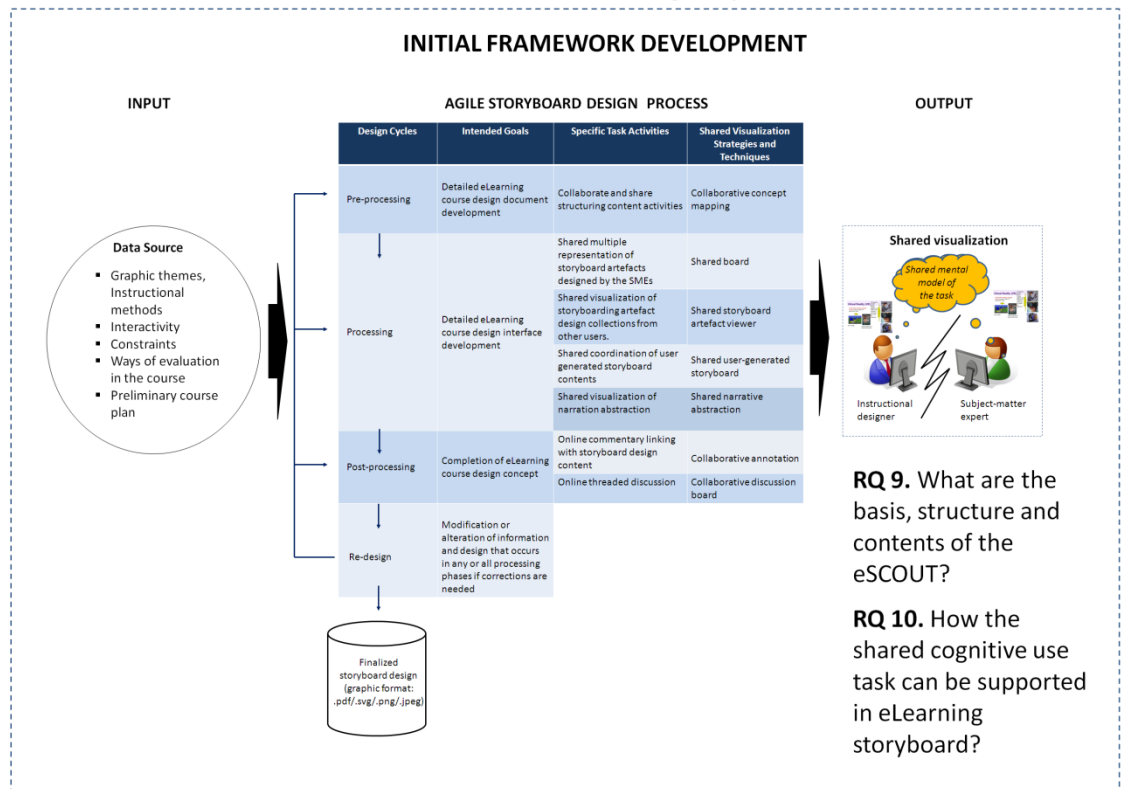 INITIAL FRAMEWORK DEVELOPMENT
INPUT
AGILE STORYBOARD DESIGN PROCESS
OUTPUT
Data Source
▪ Graphic themes,
Instructional
methods
▪ Interactivity
▪ Constraints
▪ Ways of evaluation
in the course
▪ Preliminary course
plan
Design Cycles
Intended Goals
Specific Task Activities
Shared Visualization
Strategies and
Techniques
Pre-processing
Detailed eLearning
course design document
development
Collaborate and share
structuring content activities
Collaborative concept
mapping
Processing
Detailed eLearning
course design interface
development
Shared multiple
representation of
storyboard artefacts
designed by the SMEs
Shared board
Shared visualization of
storyboarding artefact
design collections from
other users.
Shared storyboard
artefact viewer
Shared coordination of user
generated storyboard
contents
Shared user-generated
storyboard
Shared visualization of
narration abstraction
Shared narrative
abstraction
Post-processing
Completion of eLearning
course design concept
Online commentary linking
with storyboard design
content
Collaborative annotation
Online threaded discussion
Collaborative discussion
board
Re-design
Modification or
alteration of information
and design that occurs
in any or all processing
phases if corrections are
needed
Finalized
storyboard design
(graphic format:
.pdf/.svg/.png/.jpeg)
Shared visualization
Shared mental
model of
the task
Instructional
designer
Subject-matter
expert
RQ 9. What are the
basis, structure and
contents of the
eSCOUT?
RQ 10. How the
shared cognitive use
task can be supported
in eLearning
storyboard?